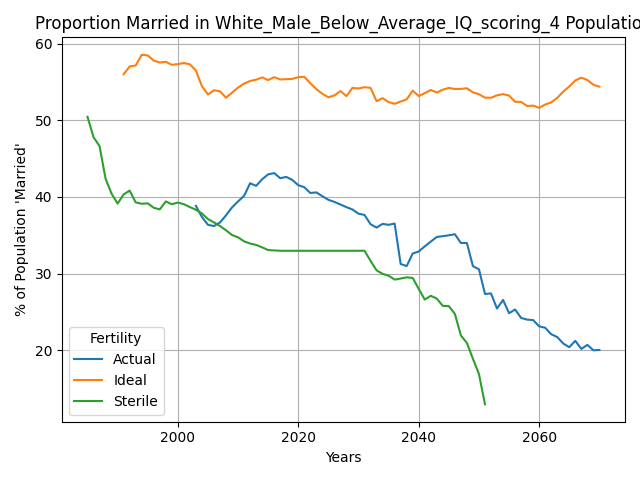 Proportion Married in White_Male_Below_Average_IQ_scoring_4 Populatio
% of Population 'Married'
60
50
40
30
20
Fertility
Actual
Ideal
Sterile
2000
2020
2040
2060
Years